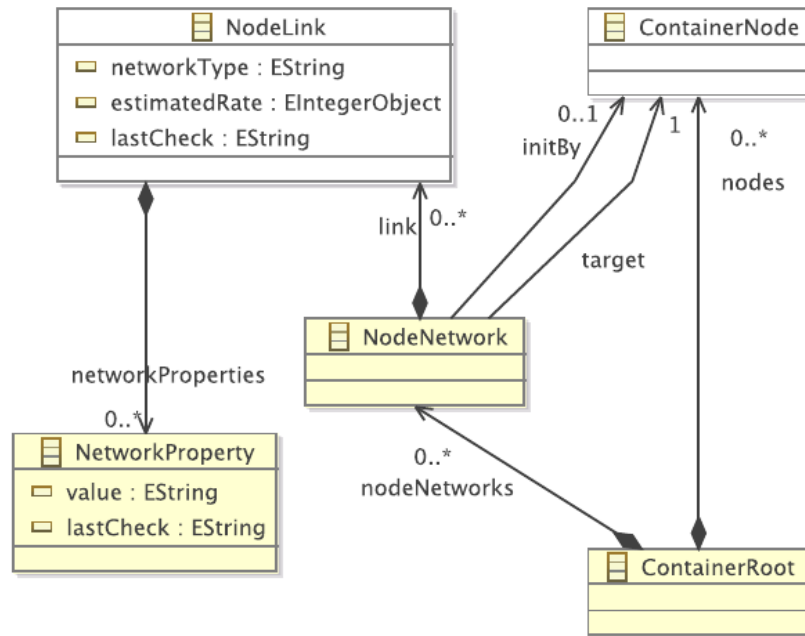 NodeLink
networkType : EString
estimatedRate : EIntegerObject
lastCheck : EString
ContainerNode
0..1
initBy
1
0..*
nodes
link
0..*
target
NodeNetwork
networkProperties
0..*
NetworkProperty
value : EString
lastCheck : EString
0..*
nodeNetworks
ContainerRoot